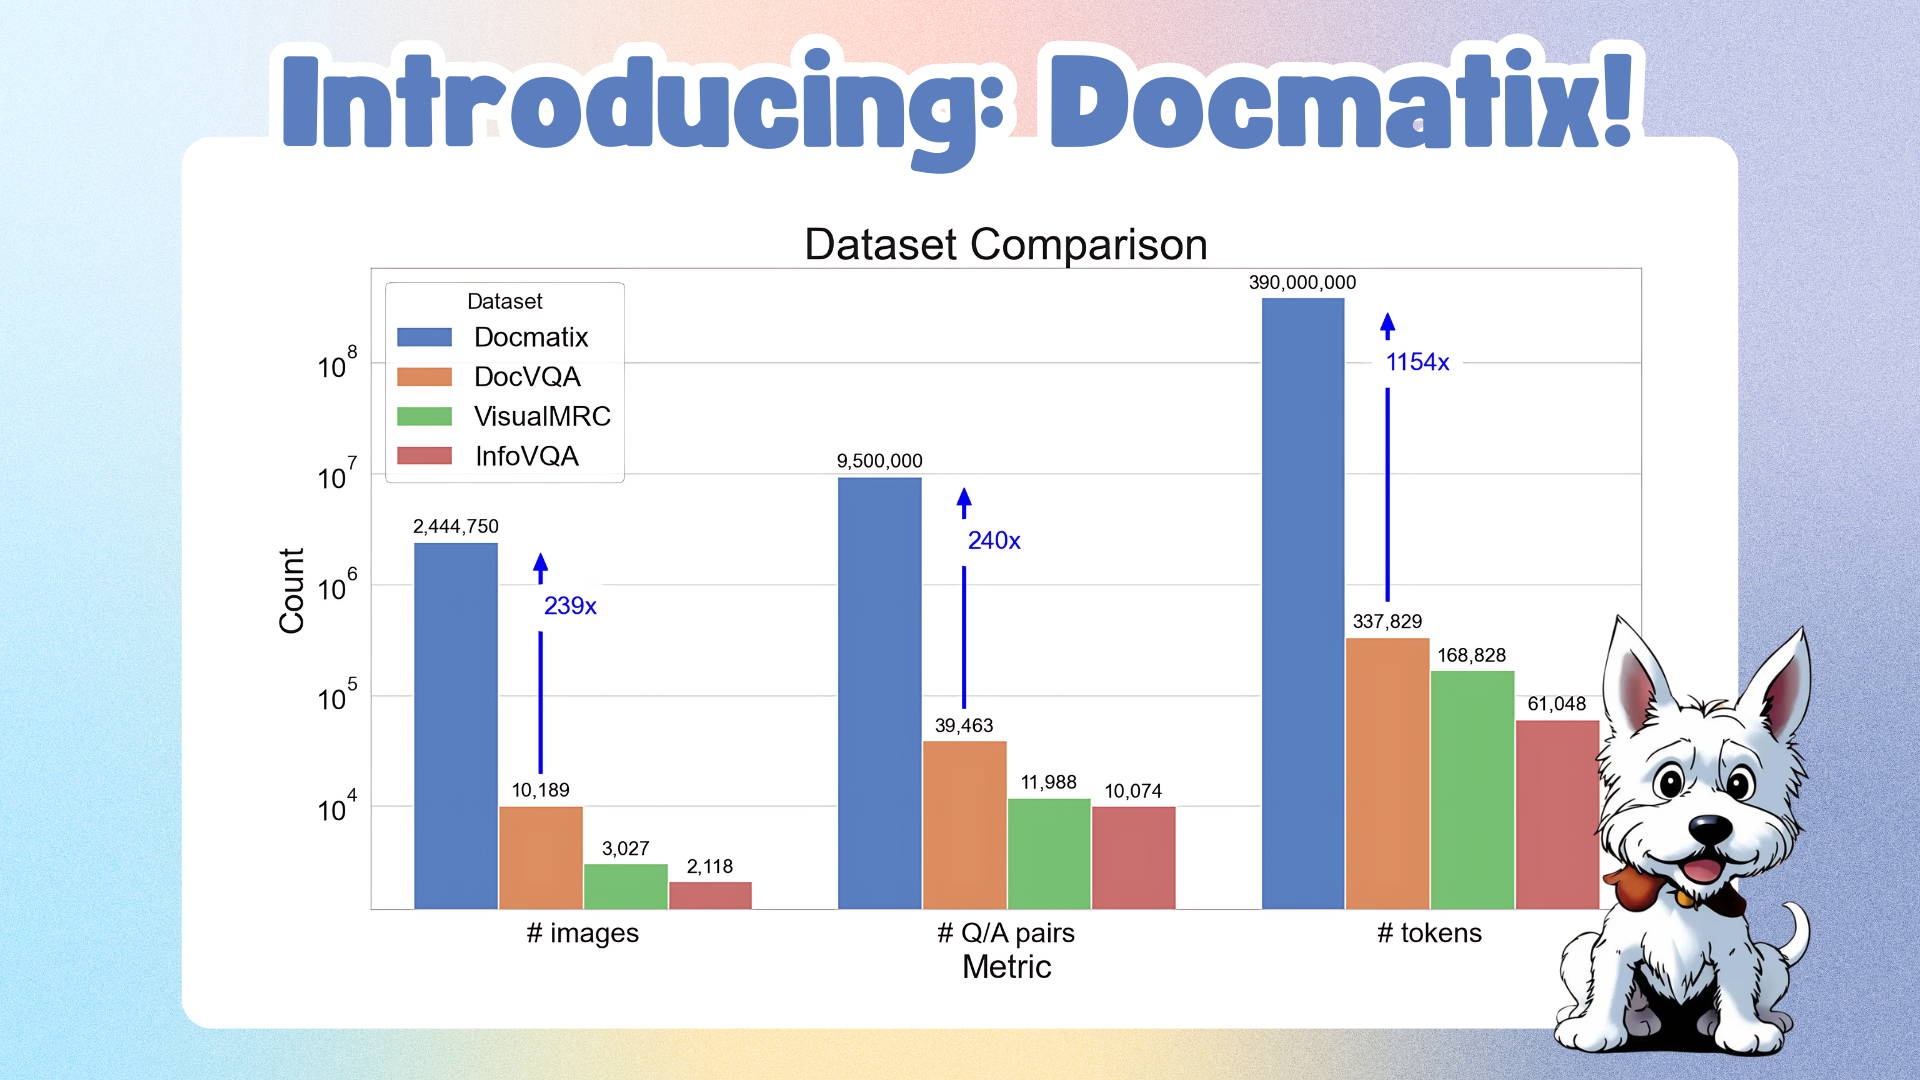 Introducing: Docmatix!
Dataset Comparison
Dataset
Docmatix
DocVQA
VisualMRC
InfoVQA
Count
10^8
10^7
10^6
10^5
10^4
2,444,750
239x
10,189
3,027
2,118
9,500,000
240x
39,463
11,988
10,074
390,000,000
1154x
337,829
168,828
61,048
# images
# Q/A pairs
# tokens
Metric